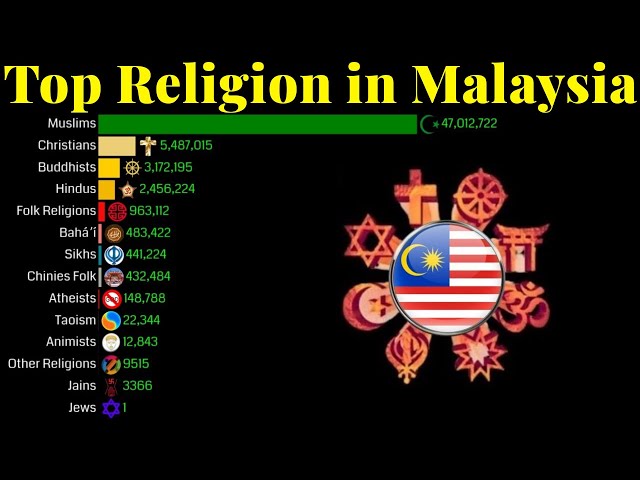 Top Religion in Malaysia
Muslims 47,012,722
Christians 5,487,015
Buddhists 3,172,195
Hindus 2,456,224
Folk Religions 963,112
Bahá'í 483,422
Sikhs 441,224
Chinies Folk 432,484
Atheists 148,788
Taoism 22,344
Animists 12,843
Other Religions 9515
Jains 3366
Jews 1